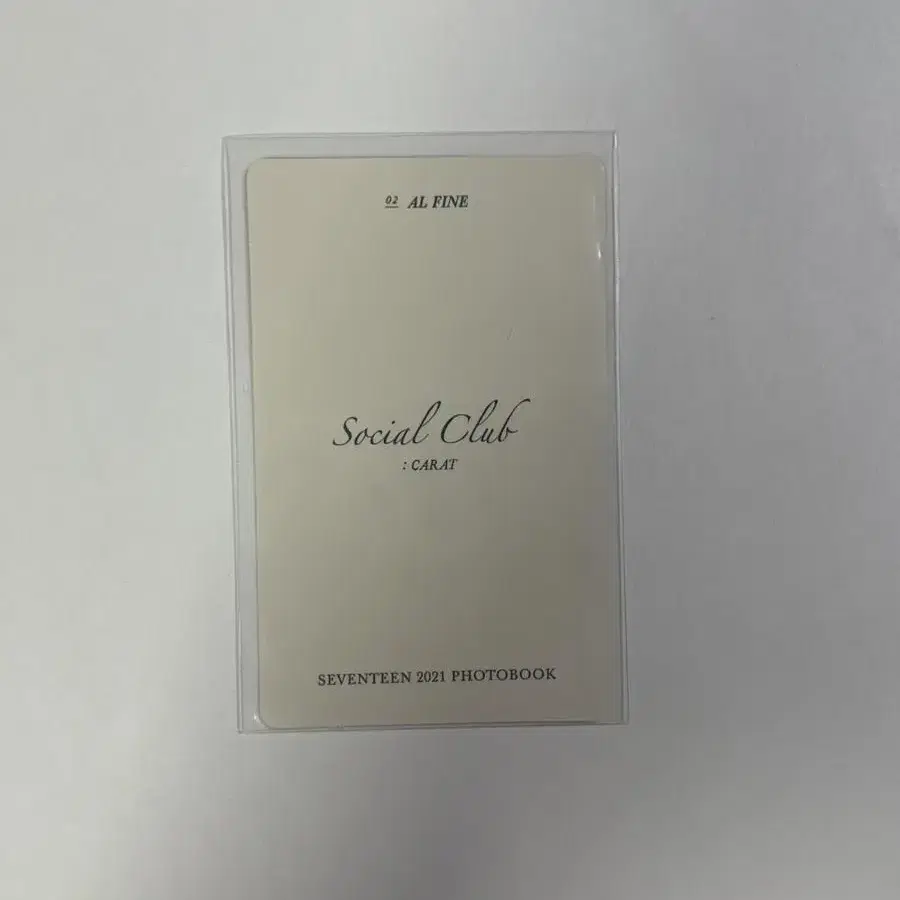 02 AL FINE
Social Club
: CARAT
SEVENTEEN 2021 PHOTOBOOK